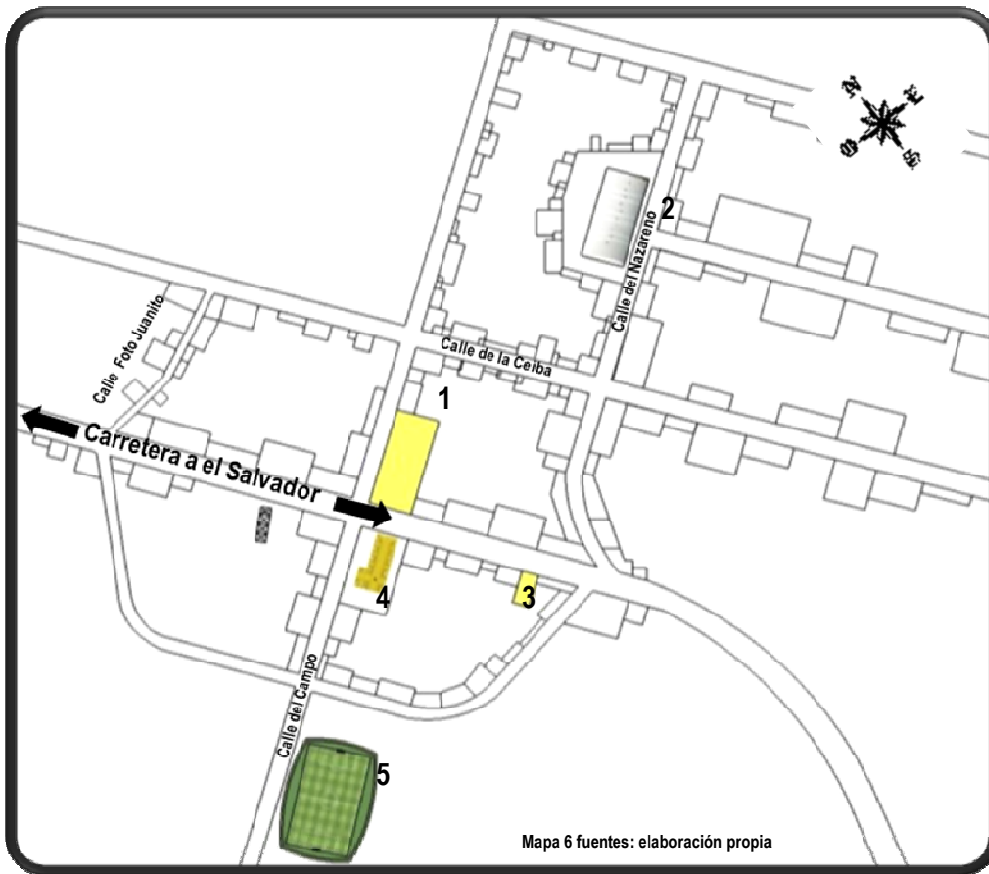 N
E
O
S
2
Calle del Nazareno
Calle Foto Juanito
Calle de la Ceiba
1
Carretera a el Salvador
4
3
Calle del Campo
5
Mapa 6 fuentes: elaboración propia